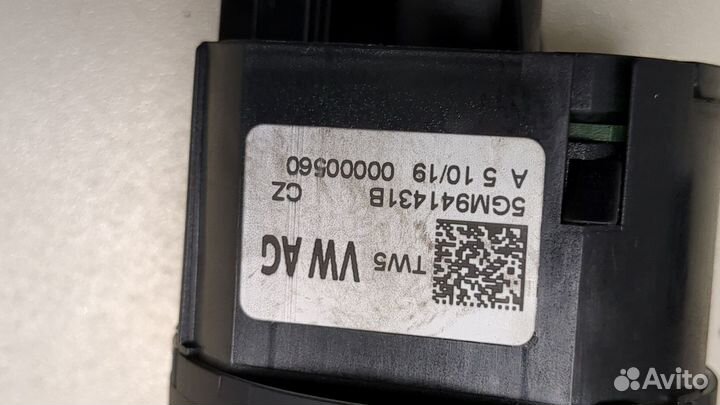 5GM941431B CZ
A 5 10/19 00000560
TW5 VW AG
Avito